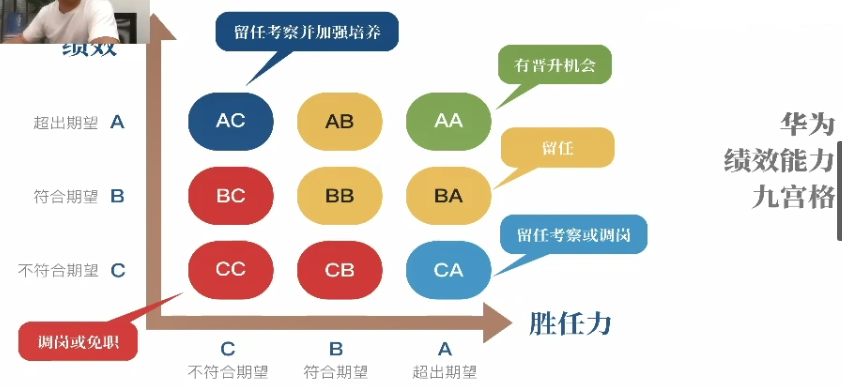 绩效
留任考察并加强培养
有晋升机会
超出期望 A
AC
AB
AA
华为
绩效能力
九宫格
留任
符合期望 B
BC
BB
BA
留任考察或调岗
不符合期望 C
CC
CB
CA
调岗或免职
胜任力
C
B
A
不符合期望
符合期望
超出期望